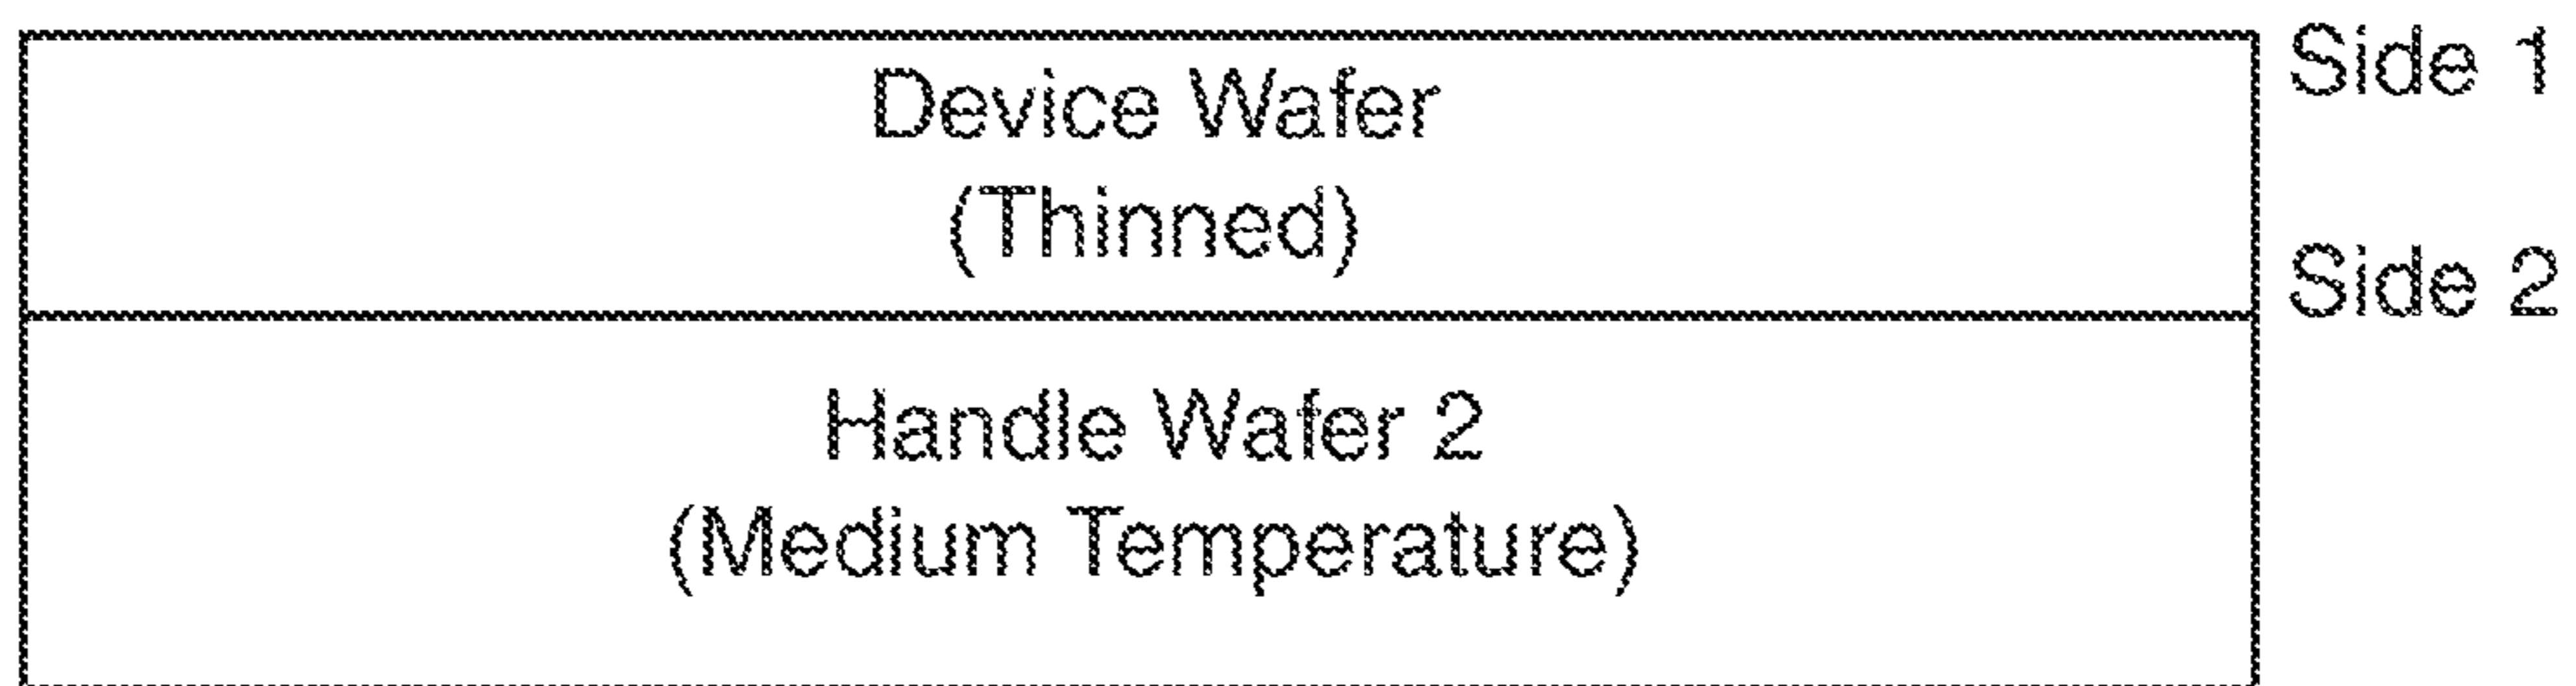 Device Wafer
(Thinned)
Side 1
Side 2
Handle Wafer 2
(Medium Temperature)